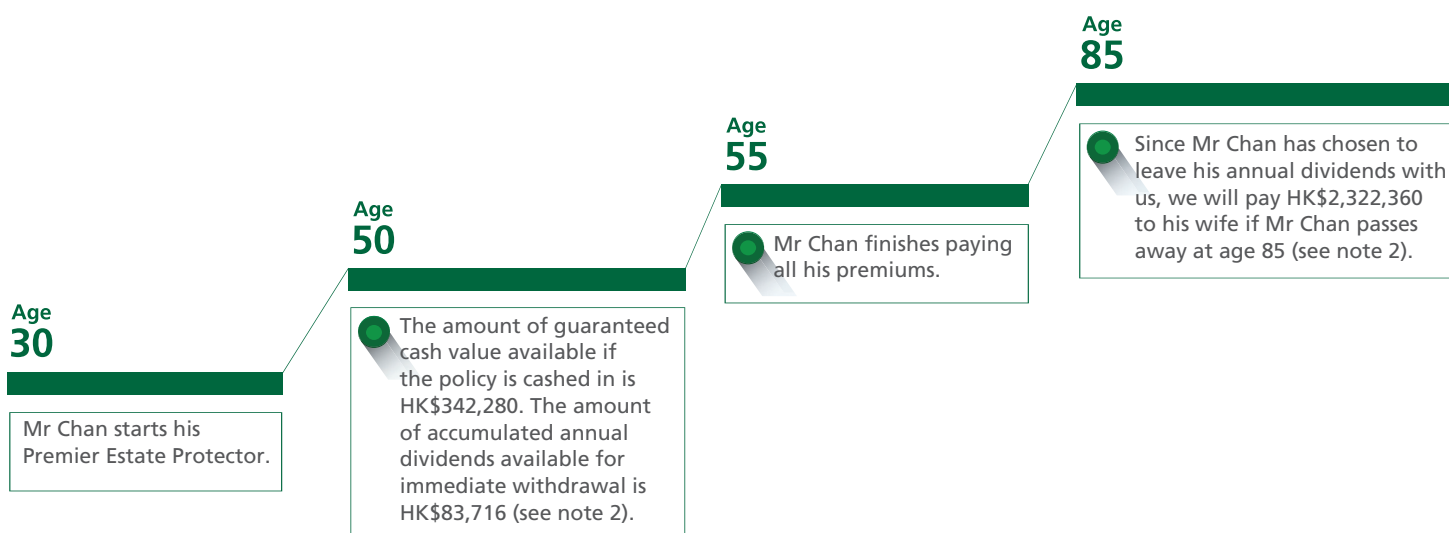 Age
30
Mr Chan starts his
Premier Estate Protector.
Age
50
The amount of guaranteed
cash value available if
the policy is cashed in is
HK$342,280. The amount
of accumulated annual
dividends available for
immediate withdrawal is
HK$83,716 (see note 2).
Age
55
Mr Chan finishes paying
all his premiums.
Age
85
Since Mr Chan has chosen to
leave his annual dividends with
us, we will pay HK$2,322,360
to his wife if Mr Chan passes
away at age 85 (see note 2).